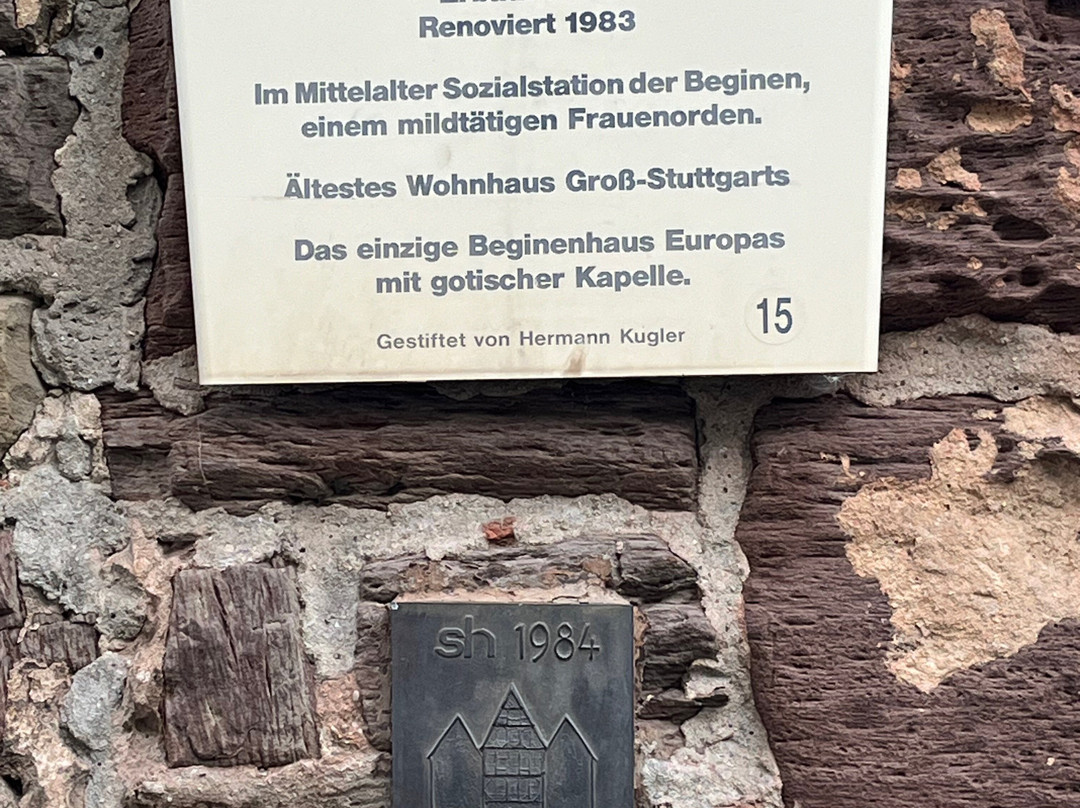 Renoviert 1983
Im Mittelalter Sozialstation der Beginen,
einem mildtätigen Frauenorden.
Ältestes Wohnhaus Groß-Stuttgarts
Das einzige Beginenhaus Europas
mit gotischer Kapelle.
15
Gestiftet von Hermann Kugler
sh 1984